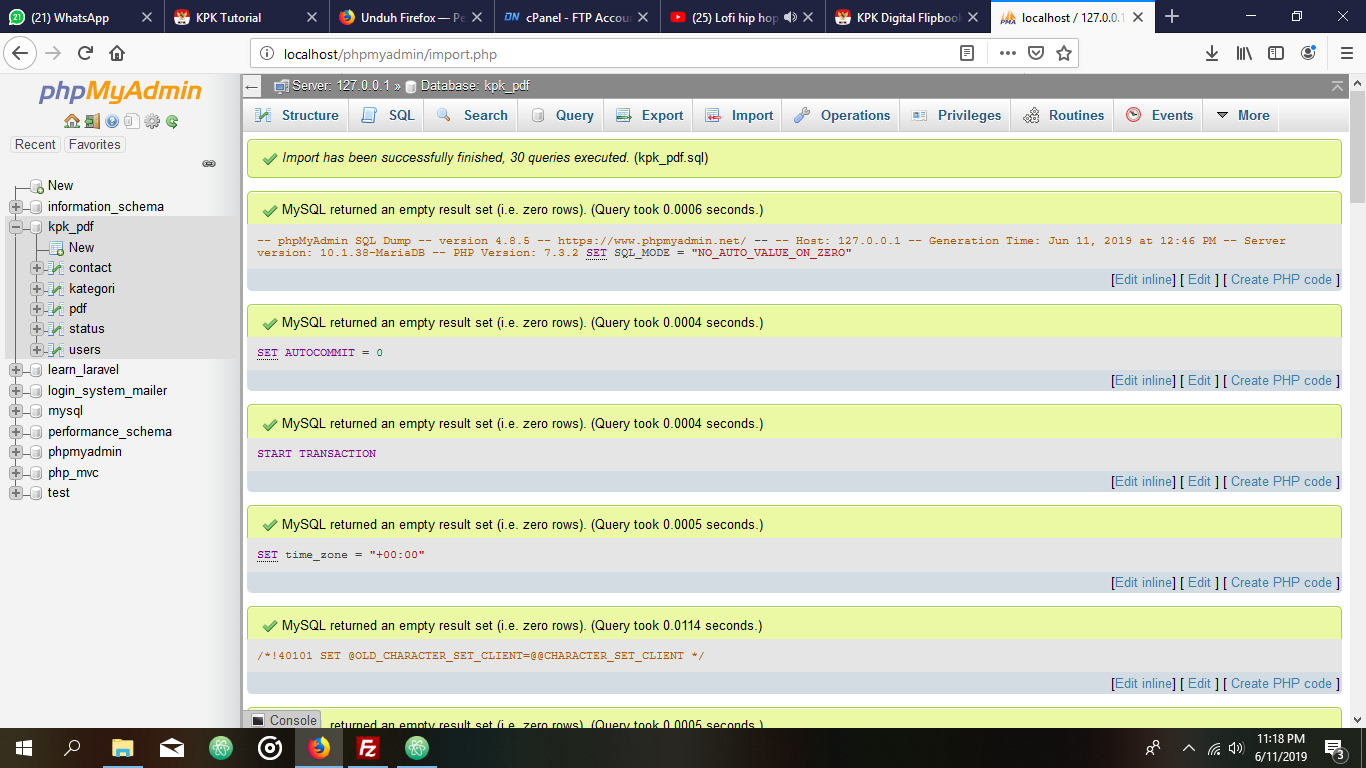 (21) WhatsApp
KPK Tutorial
Unduh Firefox — Pe
cPanel - FTP Accou
(25) Lofi hip hop
KPK Digital Flipbook
localhost / 127.0.0.1
localhost/phpmyadmin/import.php
phpMyAdmin
Recent
Favorites
New
information_schema
kpk_pdf
New
contact
kategori
pdf
status
users
learn_laravel
login_system_mailer
mysql
performance_schema
phpmyadmin
php_mvc
test
Server: 127.0.0.1 » Database: kpk_pdf
Structure
SQL
Search
Query
Export
Import
Operations
Privileges
Routines
Events
More
Import has been successfully finished, 30 queries executed. (kpk_pdf.sql)
MySQL returned an empty result set (i.e. zero rows). (Query took 0.0006 seconds.)
-- phpMyAdmin SQL Dump -- version 4.8.5 -- https://www.phpmyadmin.net/ -- -- Host: 127.0.0.1 -- Generation Time: Jun 11, 2019 at 12:46 PM -- Server
version: 10.1.38-MariaDB -- PHP Version: 7.3.2 SET SQL_MODE = "NO_AUTO_VALUE_ON_ZERO"
[Edit inline] [ Edit ] [ Create PHP code ]
MySQL returned an empty result set (i.e. zero rows). (Query took 0.0004 seconds.)
SET AUTOCOMMIT = 0
[Edit inline] [ Edit ] [ Create PHP code ]
MySQL returned an empty result set (i.e. zero rows). (Query took 0.0004 seconds.)
START TRANSACTION
[Edit inline] [ Edit ] [ Create PHP code ]
MySQL returned an empty result set (i.e. zero rows). (Query took 0.0005 seconds.)
SET time_zone = "+00:00"
[Edit inline] [ Edit ] [ Create PHP code ]
MySQL returned an empty result set (i.e. zero rows). (Query took 0.0114 seconds.)
/*!40101 SET @OLD_CHARACTER_SET_CLIENT=@@CHARACTER_SET_CLIENT */
[Edit inline] [ Edit ] [ Create PHP code ]
returned an empty result set (i.e. zero rows). (Query took 0.0005 seconds.)
Console
11:18 PM
6/11/2019
3